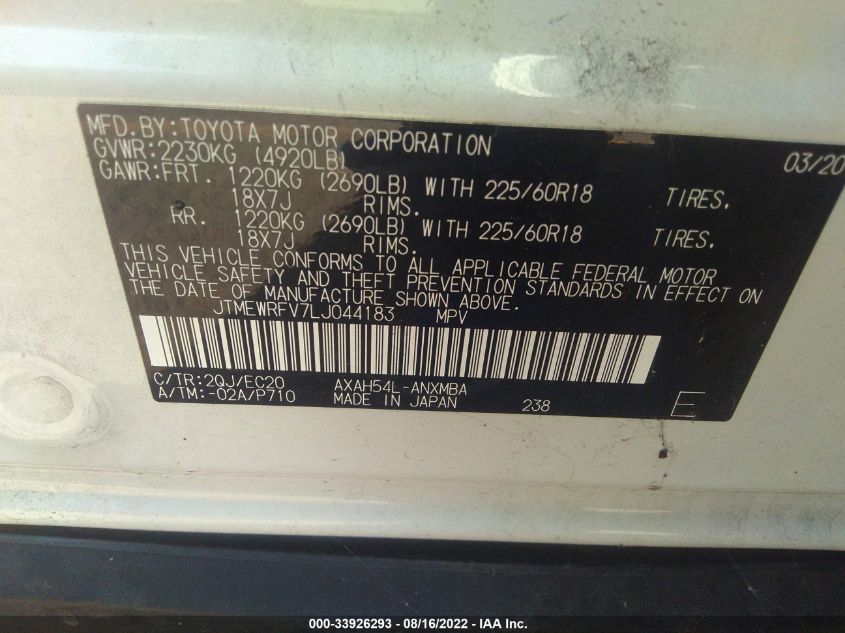 MFD.BY:TOYOTA MOTOR CORPORATION 03/20
GVWR:2230KG (4920LB)
GAWR:FRT. 1220KG (2690LB) WITH 225/60R18 TIRES.
18X7J RIMS.
RR. 1220KG (2690LB) WITH 225/60R18 TIRES.
18X7J RIMS.
THIS VEHICLE CONFORMS TO ALL APPLICABLE FEDERAL MOTOR
VEHICLE SAFETY AND THEFT PREVENTION STANDARDS IN EFFECT ON
THE DATE OF MANUFACTURE SHOWN ABOVE.
JTMEWRFV7LJ044183 MPV
C/TR:2QJ/EC20 AXAH54L-ANXMBA
A/TM:-02A/P710 MADE IN JAPAN 238 E
000-33926293 - 08/16/2022 - IAA Inc.